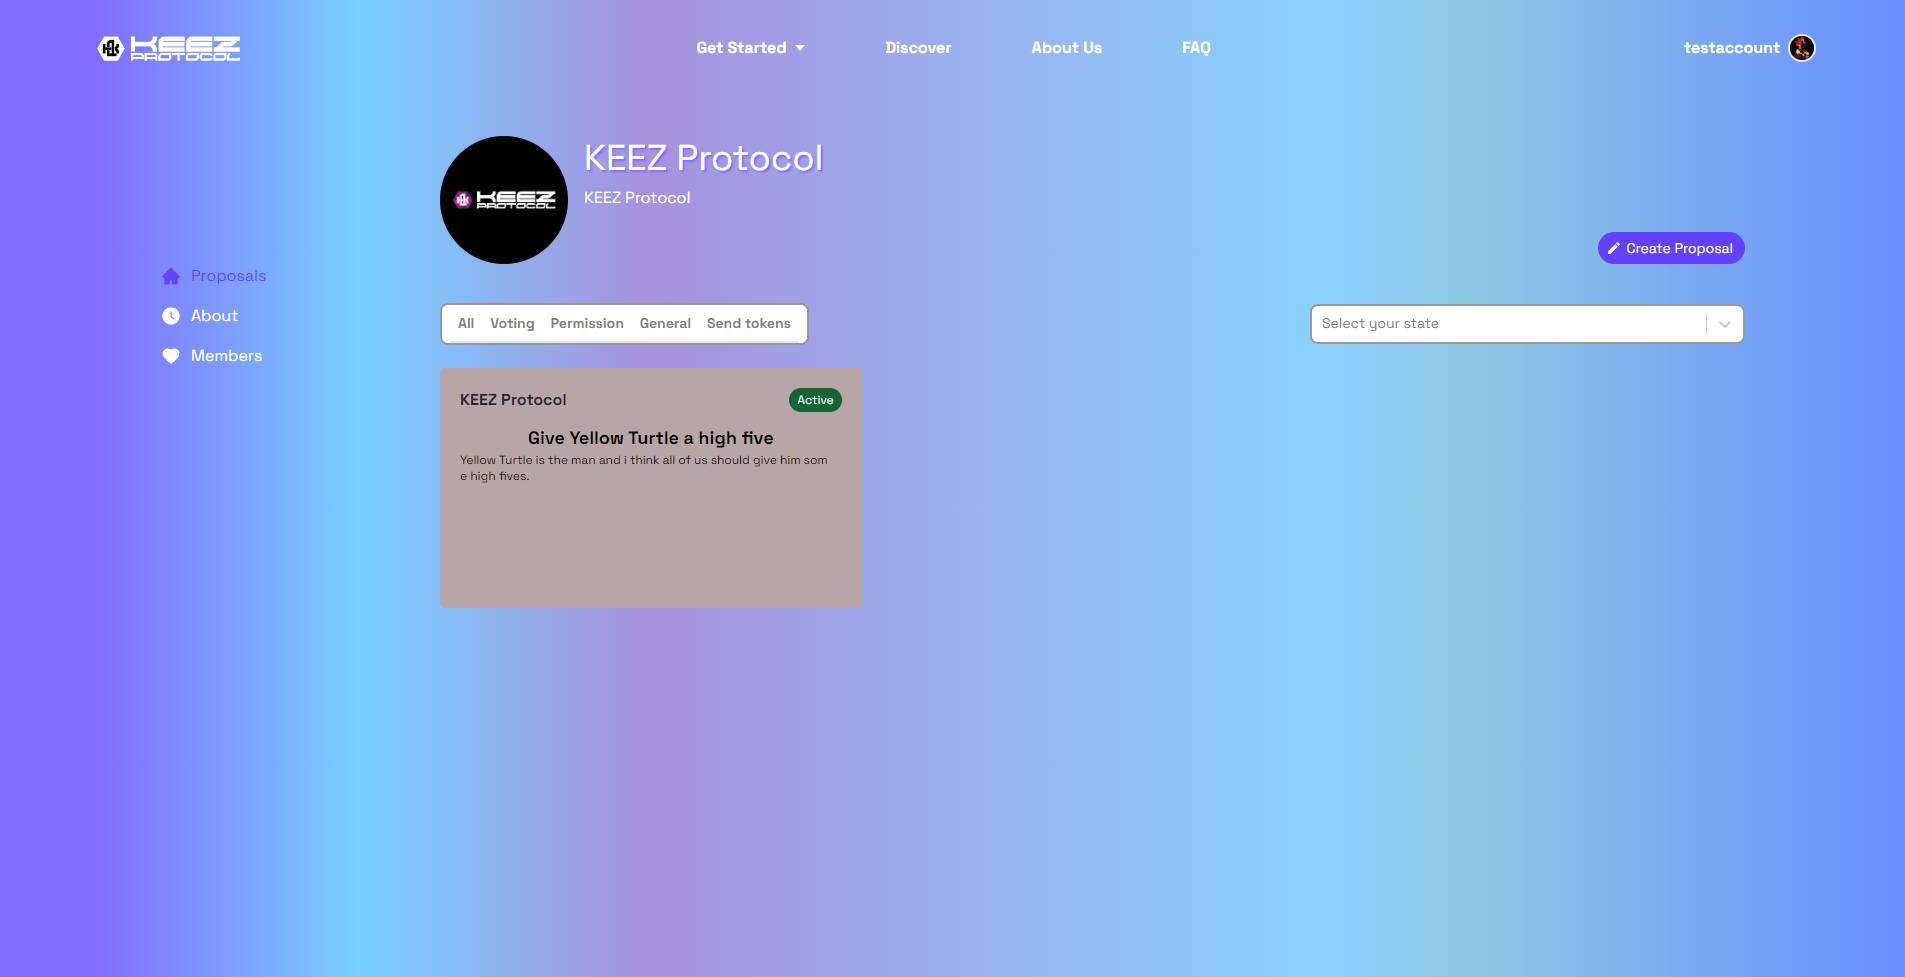 KEEZ
PROTOCOL
Get Started
Discover
About Us
FAQ
testaccount
KEEZ
PROTOCOL
KEEZ Protocol
KEEZ Protocol
Create Proposal
Proposals
About
Members
All
Voting
Permission
General
Send tokens
Select your state
KEEZ Protocol
Active
Give Yellow Turtle a high five
Yellow Turtle is the man and i think all of us should give him som
e high fives.